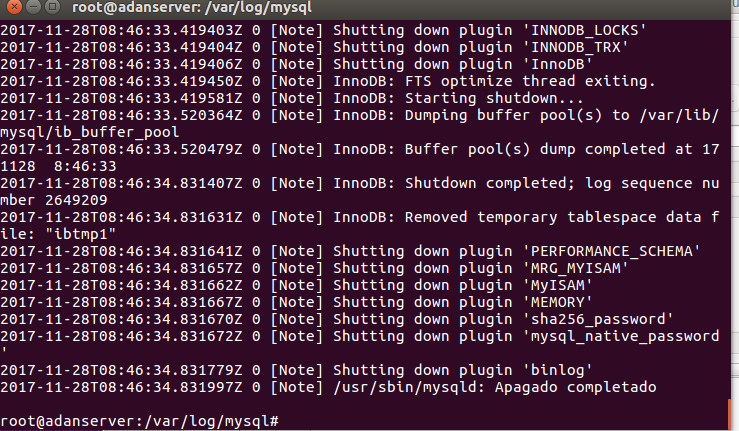 root@adanserver: /var/log/mysql
2017-11-28T08:46:33.419403Z 0 [Note] Shutting down plugin 'INNODB_LOCKS'
2017-11-28T08:46:33.419404Z 0 [Note] Shutting down plugin 'INNODB_TRX'
2017-11-28T08:46:33.419406Z 0 [Note] Shutting down plugin 'InnoDB'
2017-11-28T08:46:33.419450Z 0 [Note] InnoDB: FTS optimize thread exiting.
2017-11-28T08:46:33.419581Z 0 [Note] InnoDB: Starting shutdown...
2017-11-28T08:46:33.520364Z 0 [Note] InnoDB: Dumping buffer pool(s) to /var/lib/
mysql/ib_buffer_pool
2017-11-28T08:46:33.520479Z 0 [Note] InnoDB: Buffer pool(s) dump completed at 17
1128  8:46:33
2017-11-28T08:46:34.831407Z 0 [Note] InnoDB: Shutdown completed; log sequence nu
mber 2649209
2017-11-28T08:46:34.831631Z 0 [Note] InnoDB: Removed temporary tablespace data f
ile: "ibtmp1"
2017-11-28T08:46:34.831641Z 0 [Note] Shutting down plugin 'PERFORMANCE_SCHEMA'
2017-11-28T08:46:34.831657Z 0 [Note] Shutting down plugin 'MRG_MYISAM'
2017-11-28T08:46:34.831662Z 0 [Note] Shutting down plugin 'MyISAM'
2017-11-28T08:46:34.831667Z 0 [Note] Shutting down plugin 'MEMORY'
2017-11-28T08:46:34.831670Z 0 [Note] Shutting down plugin 'sha256_password'
2017-11-28T08:46:34.831672Z 0 [Note] Shutting down plugin 'mysql_native_password
'
2017-11-28T08:46:34.831779Z 0 [Note] Shutting down plugin 'binlog'
2017-11-28T08:46:34.831997Z 0 [Note] /usr/sbin/mysqld: Apagado completado
root@adanserver:/var/log/mysql#